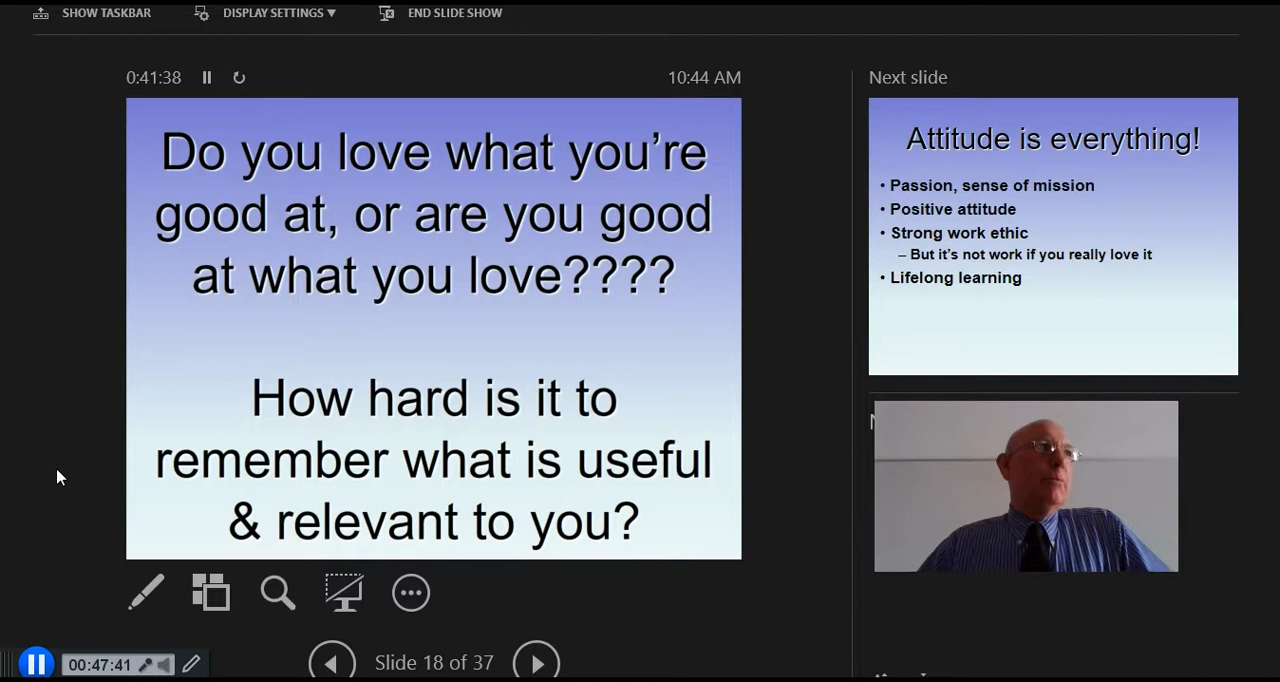 SHOW TASKBAR
DISPLAY SETTINGS ▼
END SLIDE SHOW
0:41:38
10:44 AM
Do you love what you’re
good at, or are you good
at what you love????
How hard is it to
remember what is useful
& relevant to you?
Next slide
Attitude is everything!
• Passion, sense of mission
• Positive attitude
• Strong work ethic
– But it’s not work if you really love it
• Lifelong learning
00:47:41
Slide 18 of 37